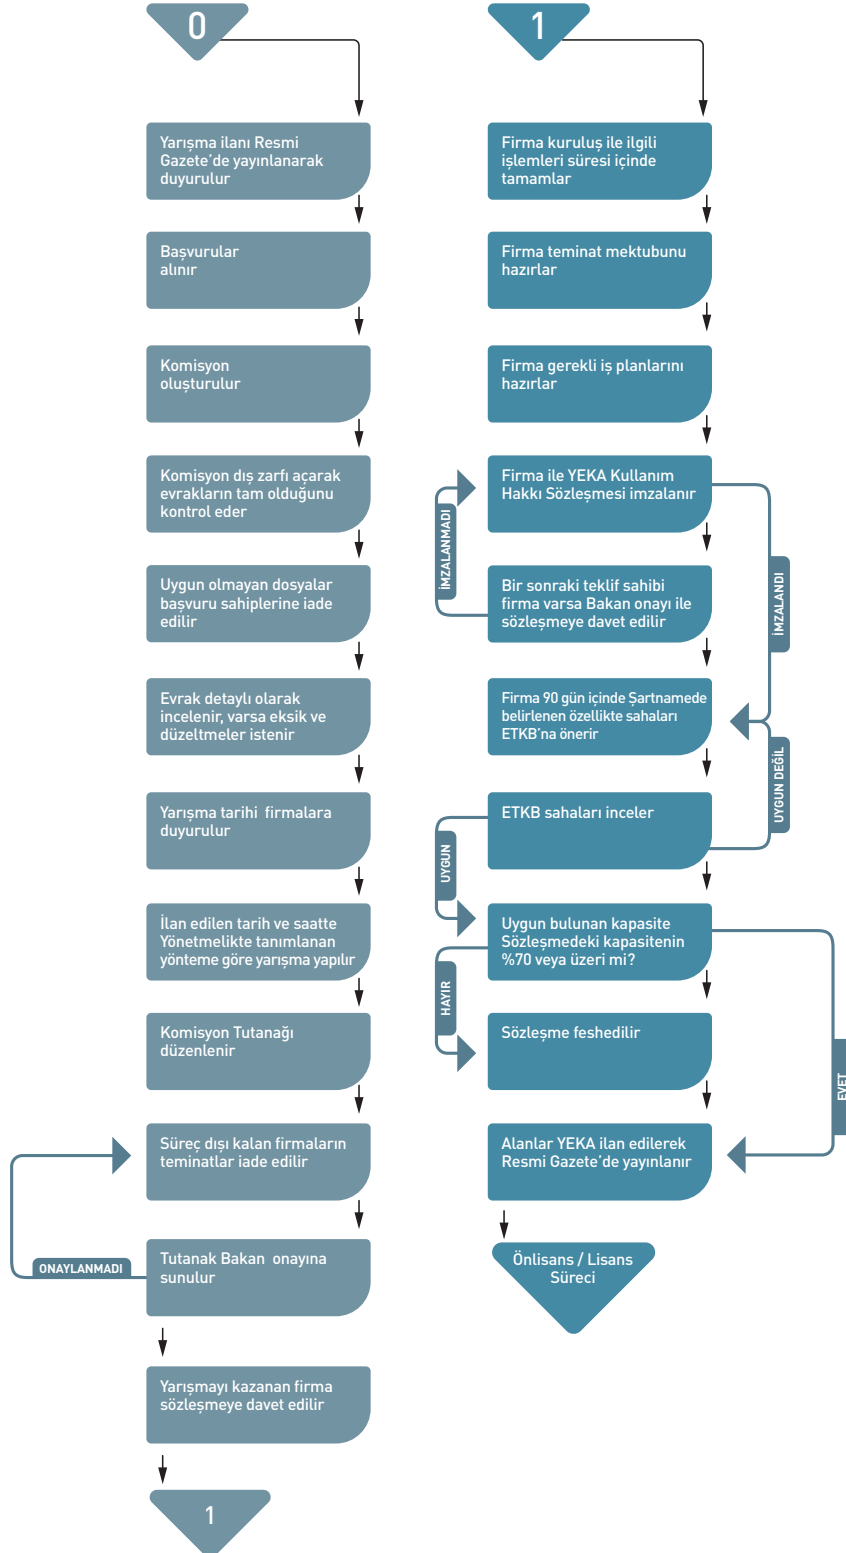 0
Yarışma ilanı Resmi
Gazete’de yayınlanarak
duyurulur
Başvurular
alınır
Komisyon
oluşturulur
Komisyon dış zarfı açarak
evrakların tam olduğunu
kontrol eder
Uygun olmayan dosyalar
başvuru sahiplerine iade
edilir
Evrak detaylı olarak
incelenir, varsa eksik ve
düzeltmeler istenir
Yarışma tarihi firmalara
duyurulur
İlan edilen tarih ve saatte
Yönetmelikte tanımlanan
yönteme göre yarışma yapılır
Komisyon Tutanağı
düzenlenir
Süreç dışı kalan firmaların
teminatlar iade edilir
ONAYLANMADI
Tutanak Bakan onayına
sunulur
Yarışmayı kazanan firma
sözleşmeye davet edilir
1
1
Firma kuruluş ile ilgili
işlemleri süresi içinde
tamamlar
Firma teminat mektubunu
hazırlar
Firma gerekli iş planlarını
hazırlar
Firma ile YEKA Kullanım
Hakkı Sözleşmesi imzalanır
İMZALANMADI
İMZALANDI
Bir sonraki teklif sahibi
firma varsa Bakan onayı ile
sözleşmeye davet edilir
Firma 90 gün içinde Şartnamede
belirlenen özellikte sahaları
ETKB’na önerir
UYGUN DEĞİL
ETKB sahaları inceler
UYGUN
Uygun bulunan kapasite
Sözleşmedeki kapasitenin
%70 veya üzeri mi?
HAYIR
EVET
Sözleşme feshedilir
Alanlar YEKA ilan edilerek
Resmi Gazete’de yayınlanır
Önlisans / Lisans
Süreci